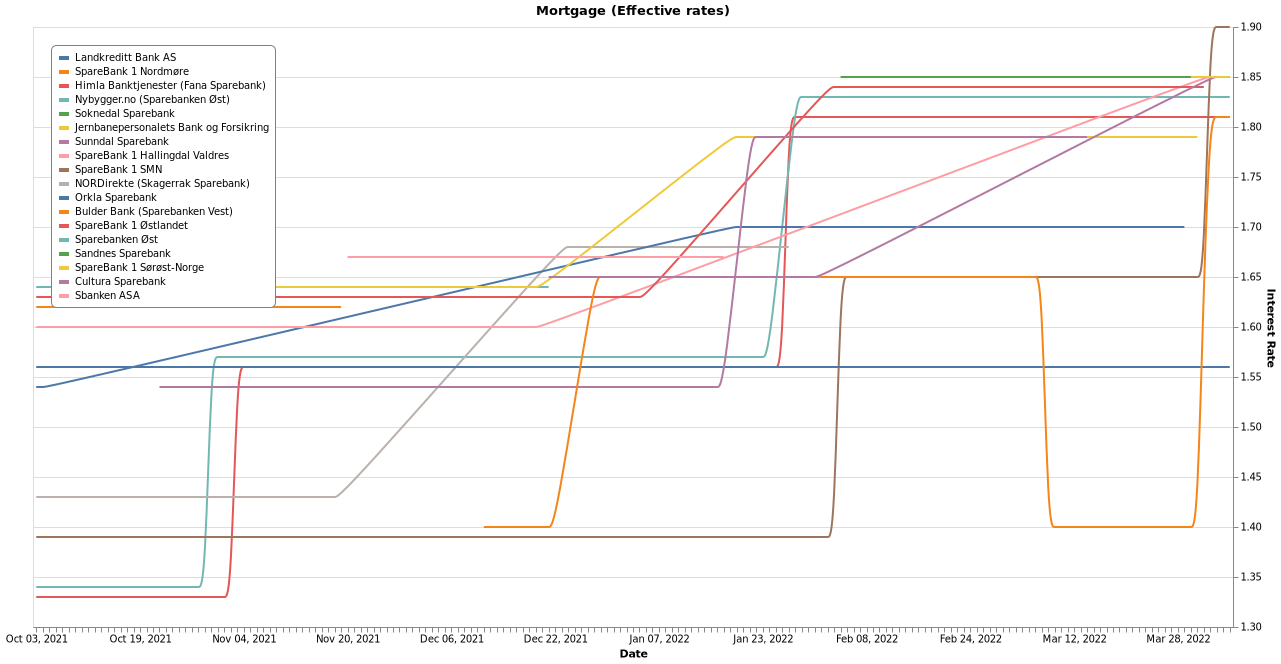 Mortgage (Effective rates)
Landkreditt Bank AS
SpareBank 1 Nordmøre
Himla Banktjenester (Fana Sparebank)
Nybygger.no (Sparebanken Øst)
Soknedal Sparebank
Jernbanepersonalets Bank og Forsikring
Sunndal Sparebank
SpareBank 1 Hallingdal Valdres
SpareBank 1 SMN
NORDirekte (Skagerrak Sparebank)
Orkla Sparebank
Bulder Bank (Sparebanken Vest)
SpareBank 1 Østlandet
Sparebanken Øst
Sandnes Sparebank
SpareBank 1 Sørøst-Norge
Cultura Sparebank
Sbanken ASA
1.90
1.85
1.80
1.75
1.70
1.65
1.60
1.55
1.50
1.45
1.40
1.35
1.30
Interest Rate
Oct 03, 2021 Oct 19, 2021 Nov 04, 2021 Nov 20, 2021 Dec 06, 2021 Dec 22, 2021 Jan 07, 2022 Jan 23, 2022 Feb 08, 2022 Feb 24, 2022 Mar 12, 2022 Mar 28, 2022
Date